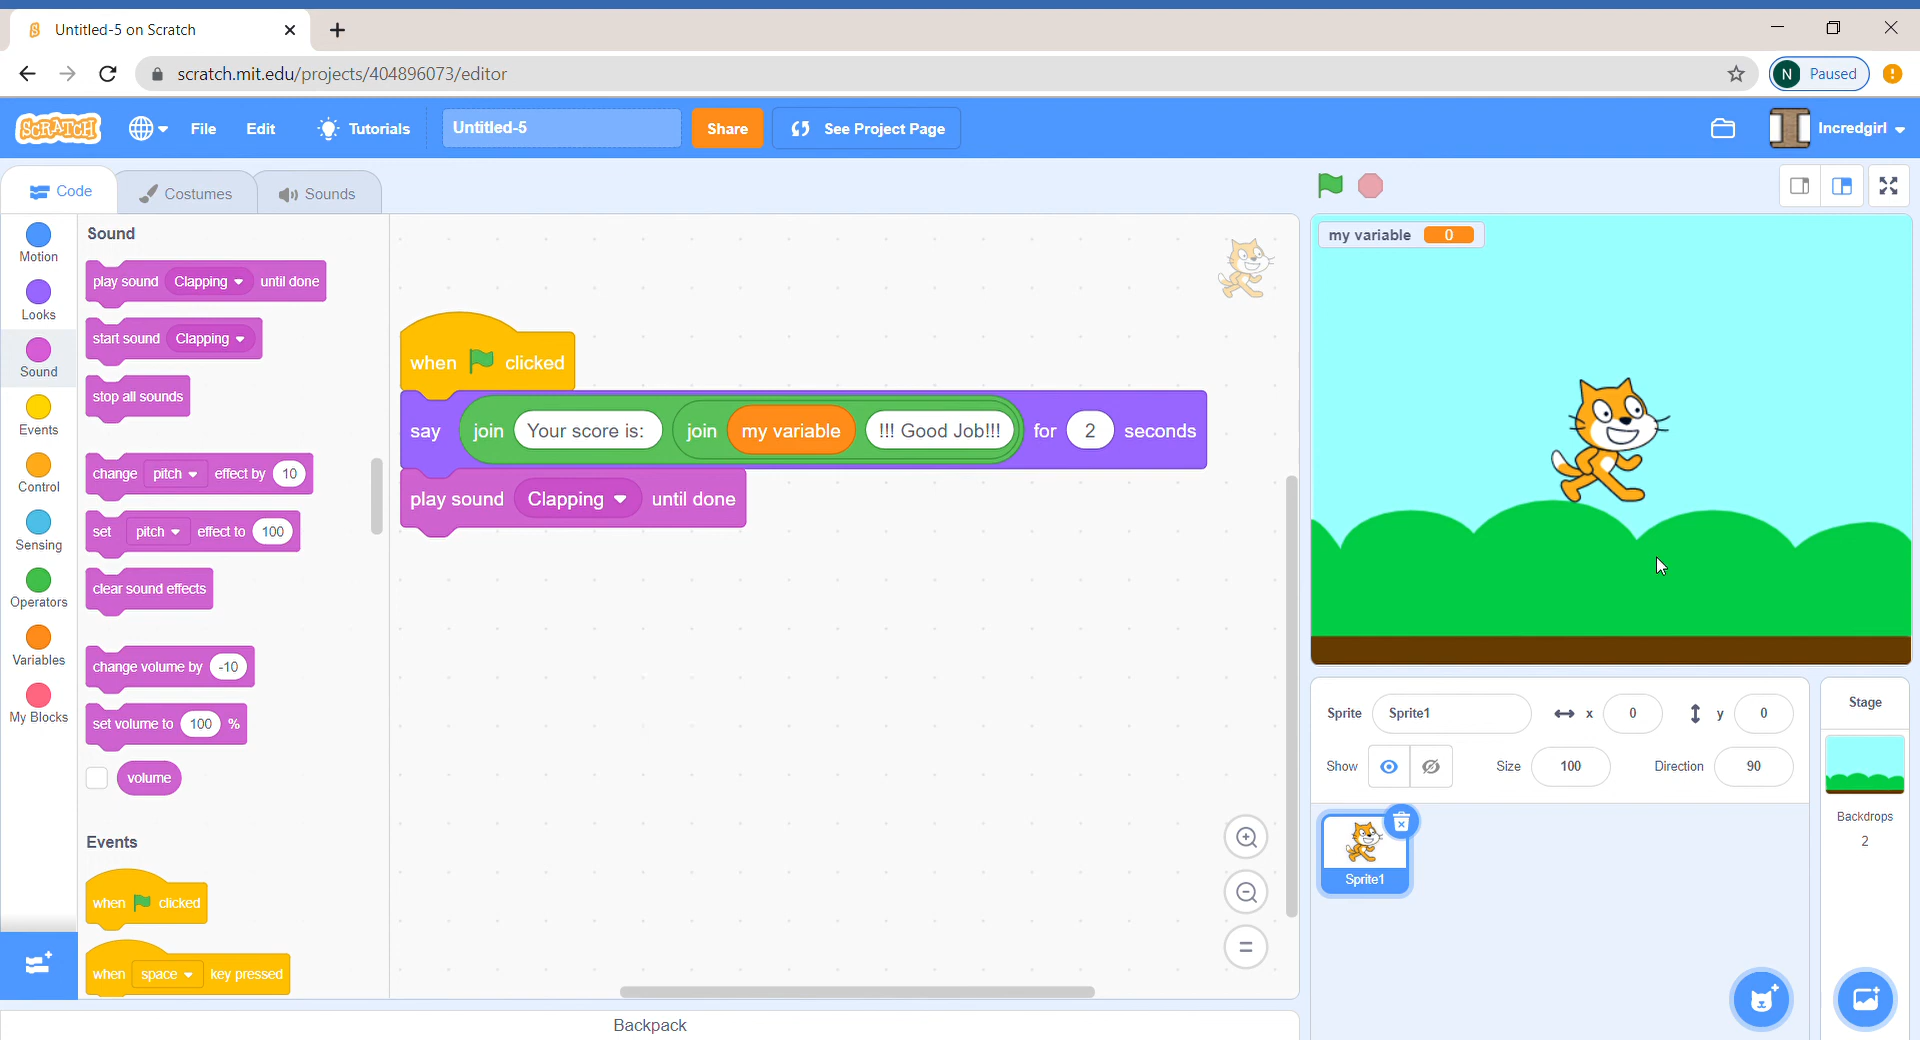 Untitled-5 on Scratch
scratch.mit.edu/projects/404896073/editor
N Paused
SCRATCH File Edit Tutorials Untitled-5 Share See Project Page Incredgirl
Code Costumes Sounds
Motion
Looks
Sound
Events
Control
Sensing
Operators
Variables
My Blocks
Sound
play sound Clapping until done
start sound Clapping
stop all sounds
change pitch effect by 10
set pitch effect to 100
clear sound effects
change volume by -10
set volume to 100 %
volume
Events
when clicked
when space key pressed
when clicked
say join Your score is: join my variable !!! Good Job!!! for 2 seconds
play sound Clapping until done
Backpack
my variable 0
Sprite Sprite1 x 0 y 0
Show Size 100 Direction 90
Sprite1
Stage
Backdrops
2